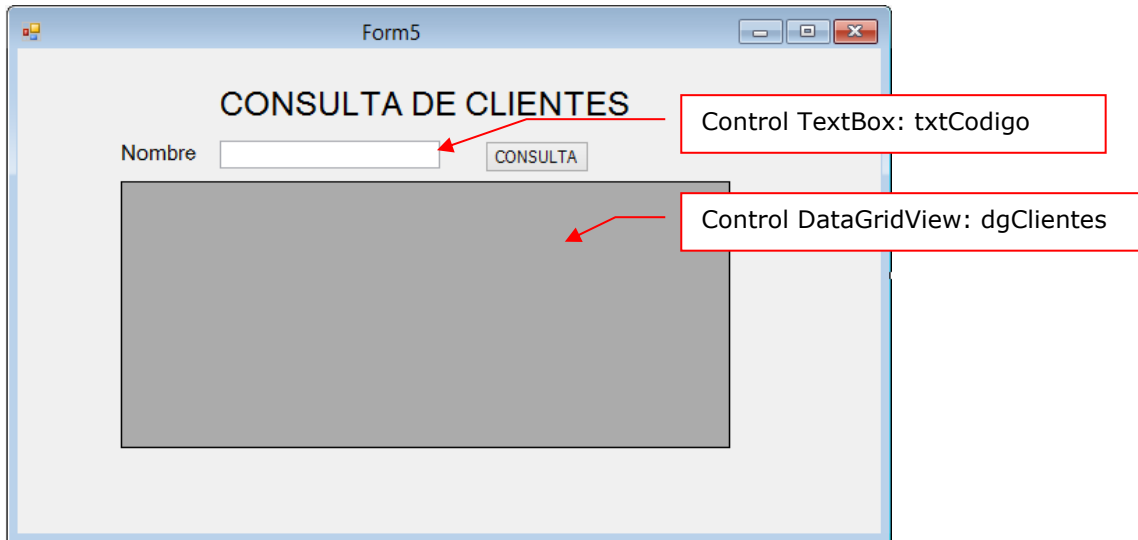 Form5
CONSULTA DE CLIENTES
Control TextBox: txtCodigo
Nombre
CONSULTA
Control DataGridView: dgClientes